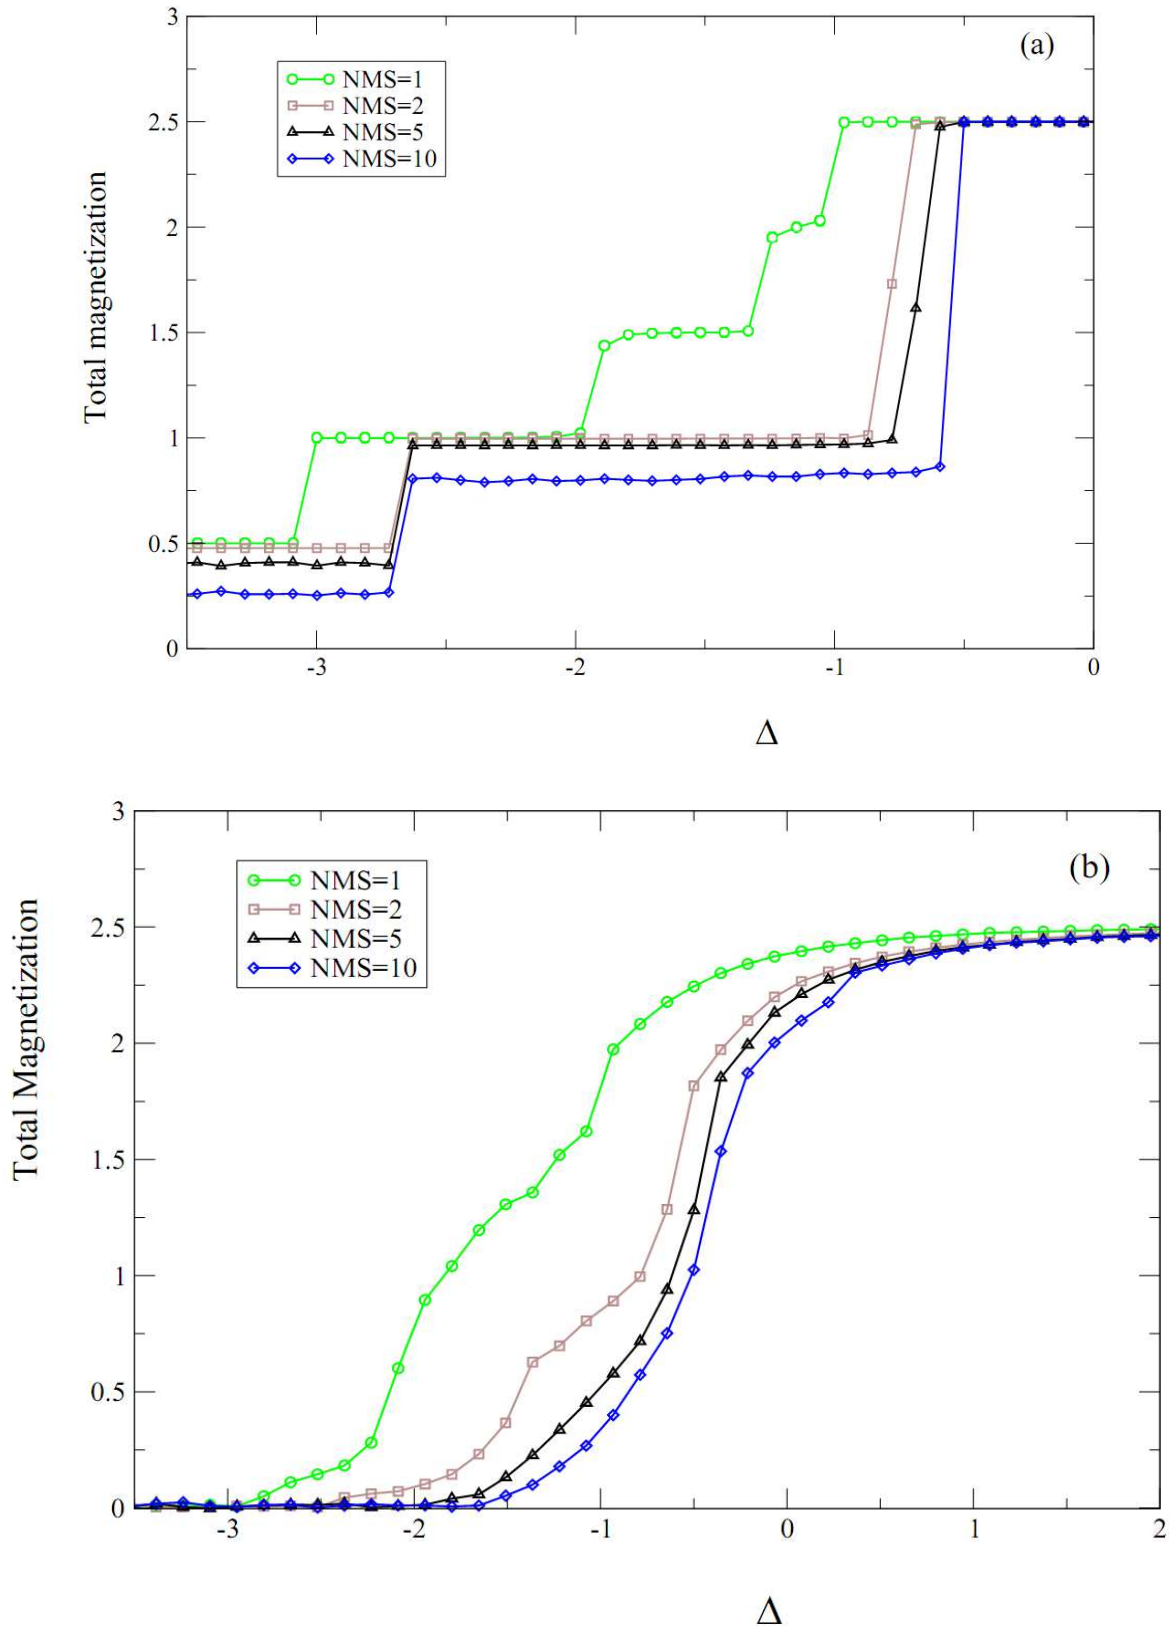 (a)
NMS=1
NMS=2
NMS=5
NMS=10
Total magnetization
3
2.5
2
1.5
1
0.5
0
-3
-2
-1
0
Δ
(b)
NMS=1
NMS=2
NMS=5
NMS=10
Total Magnetization
3
2.5
2
1.5
1
0.5
0
-3
-2
-1
0
1
2
Δ